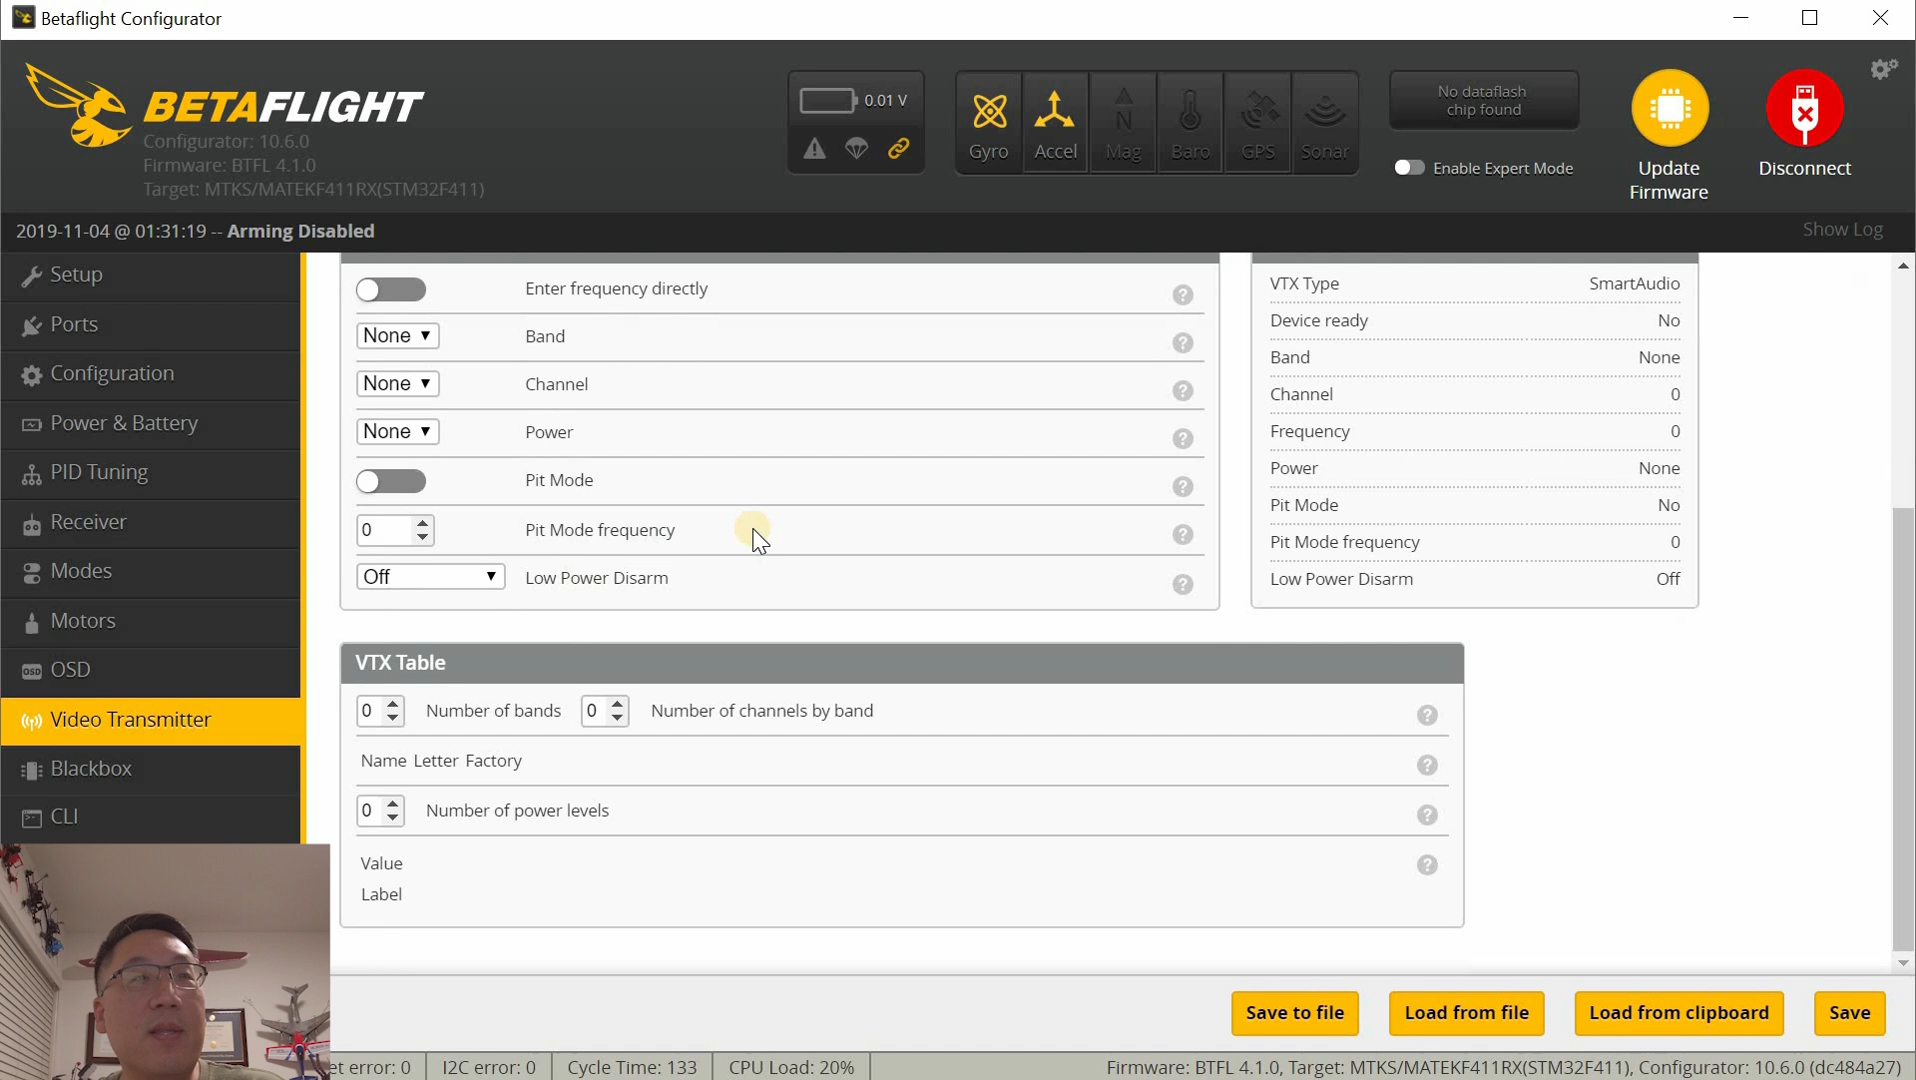 Betaflight Configurator
BETAFLIGHT
Configurator: 10.6.0
Firmware: BTFL 4.1.0
Target: MTKS/MATEKF411RX(STM32F411)
0.01 V
Gyro
Accel
N
Mag
Baro
GPS
Sonar
No dataflash
chip found
Enable Expert Mode
Update
Firmware
Disconnect
2019-11-04 @ 01:31:19 -- Arming Disabled
Show Log
Setup
Ports
Configuration
Power & Battery
PID Tuning
Receiver
Modes
Motors
OSD OSD
Video Transmitter
Blackbox
CLI
Enter frequency directly ?
None Band ?
None Channel ?
None Power ?
Pit Mode ?
0 Pit Mode frequency ?
Off Low Power Disarm ?
VTX Type SmartAudio
Device ready No
Band None
Channel 0
Frequency 0
Power None
Pit Mode No
Pit Mode frequency 0
Low Power Disarm Off
VTX Table
0 Number of bands 0 Number of channels by band ?
Name Letter Factory ?
0 Number of power levels ?
Value ?
Label
Save to file
Load from file
Load from clipboard
Save
et error: 0
I2C error: 0
Cycle Time: 133
CPU Load: 20%
Firmware: BTFL 4.1.0, Target: MTKS/MATEKF411RX(STM32F411), Configurator: 10.6.0 (dc484a27)